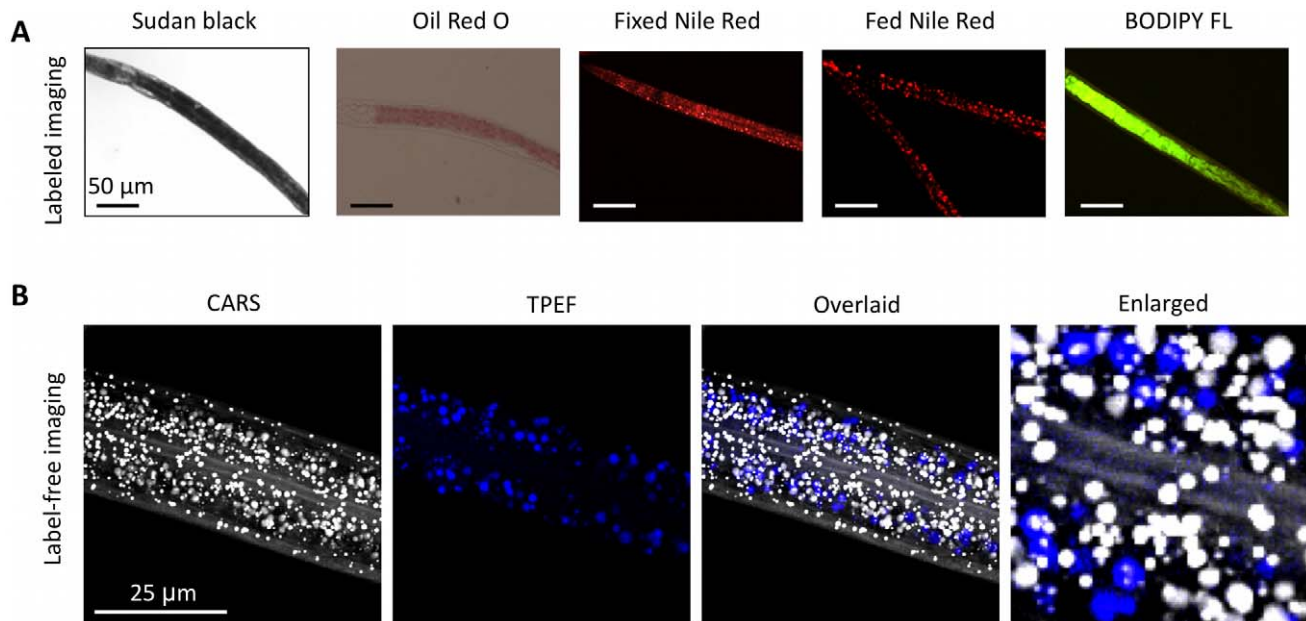 A
Sudan black
Oil Red O
Fixed Nile Red
Fed Nile Red
BODIPY FL
Labeled imaging
50 µm
B
CARS
TPEF
Overlaid
Enlarged
Label-free imaging
25 µm